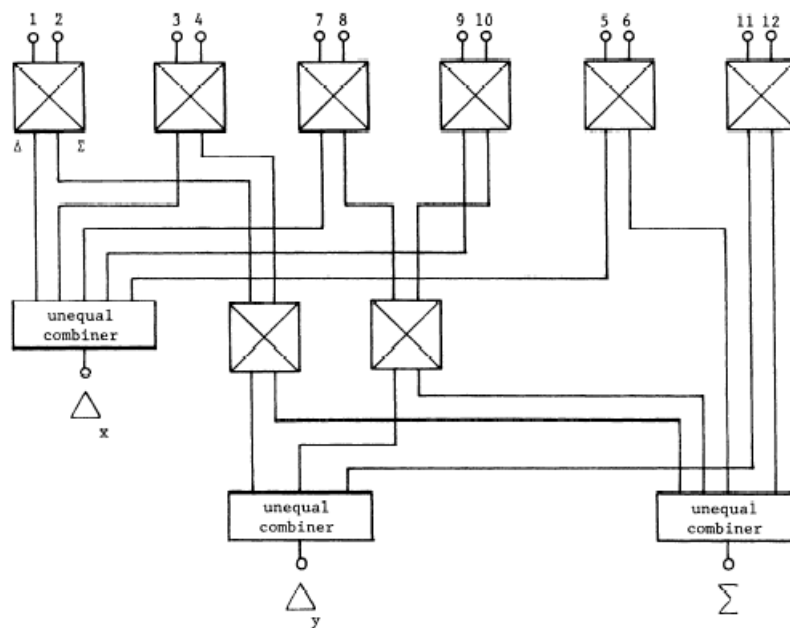 1 2 3 4 7 8 9 10 5 6 11 12
Δ Σ
unequal
combiner
Δ x
unequal
combiner
unequal
combiner
Δ y
Σ